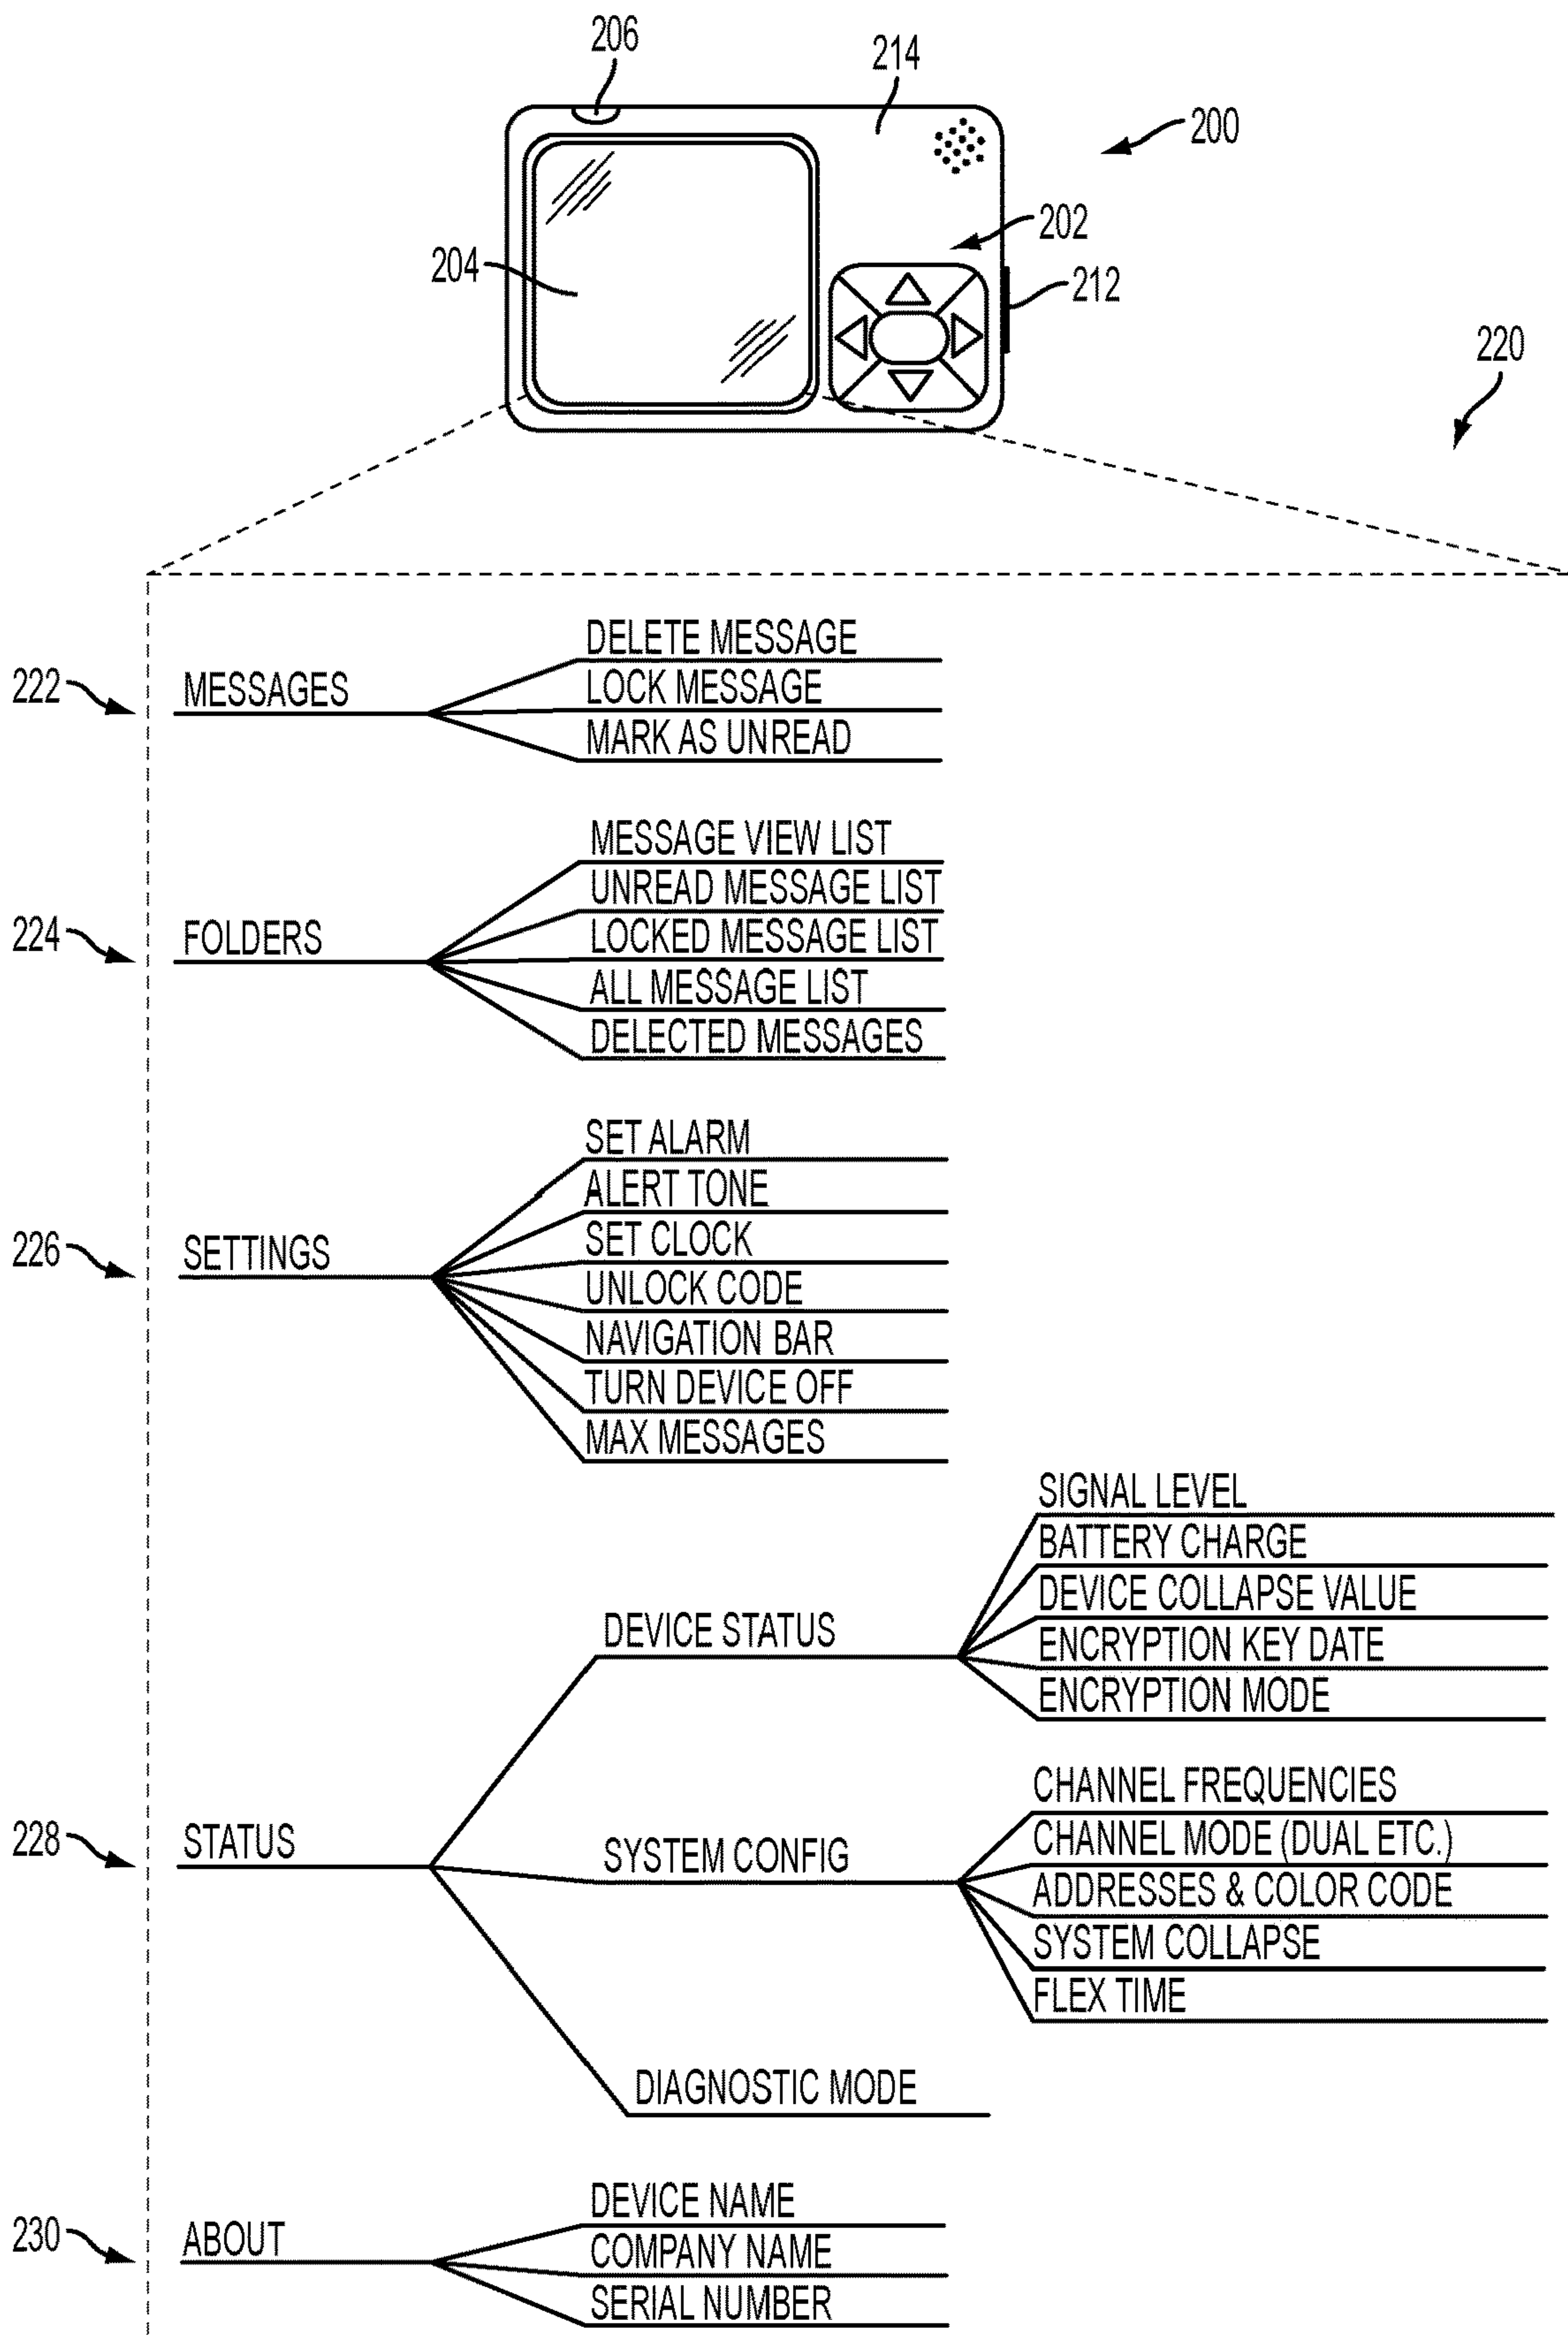 206
214
200
202
204
212
220
222
MESSAGES
DELETE MESSAGE
LOCK MESSAGE
MARK AS UNREAD
224
FOLDERS
MESSAGE VIEW LIST
UNREAD MESSAGE LIST
LOCKED MESSAGE LIST
ALL MESSAGE LIST
DELECTED MESSAGES
226
SETTINGS
SET ALARM
ALERT TONE
SET CLOCK
UNLOCK CODE
NAVIGATION BAR
TURN DEVICE OFF
MAX MESSAGES
228
STATUS
DEVICE STATUS
SIGNAL LEVEL
BATTERY CHARGE
DEVICE COLLAPSE VALUE
ENCRYPTION KEY DATE
ENCRYPTION MODE
SYSTEM CONFIG
CHANNEL FREQUENCIES
CHANNEL MODE (DUAL ETC.)
ADDRESSES & COLOR CODE
SYSTEM COLLAPSE
FLEX TIME
DIAGNOSTIC MODE
230
ABOUT
DEVICE NAME
COMPANY NAME
SERIAL NUMBER